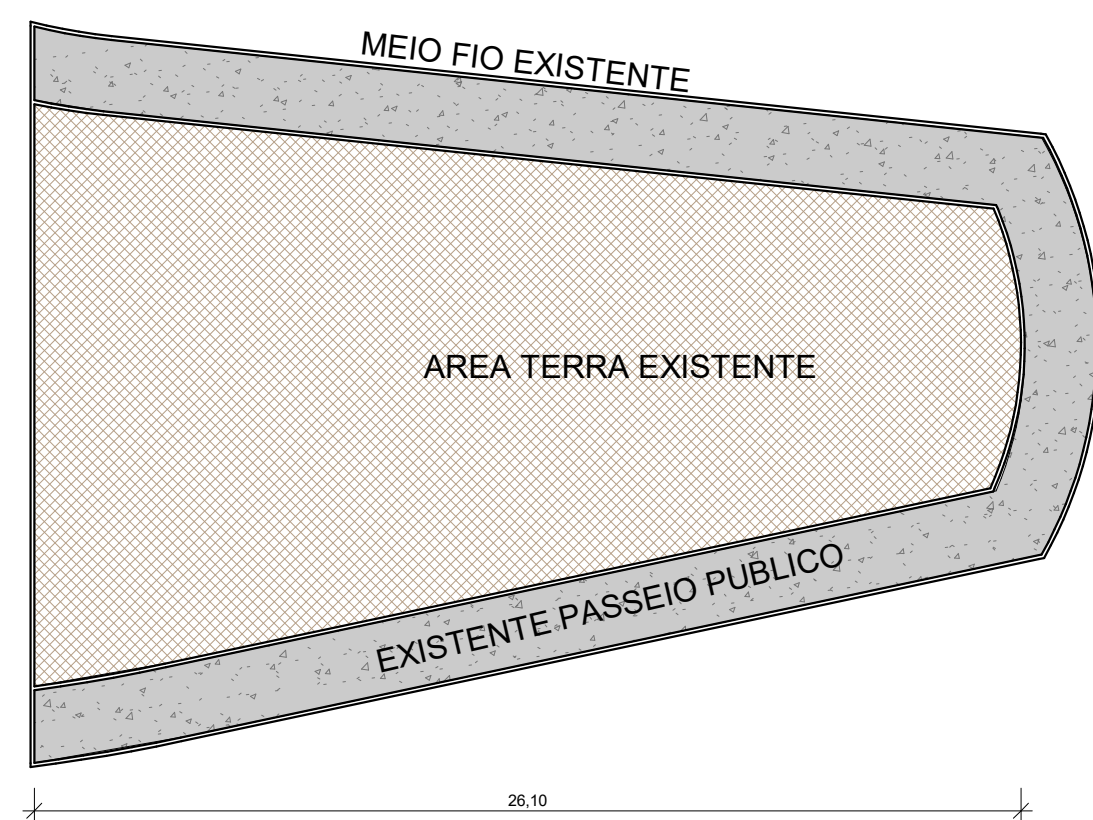 MEIO FIO EXISTENTE
AREA TERRA EXISTENTE
EXISTENTE PASSEIO PUBLICO
26,10